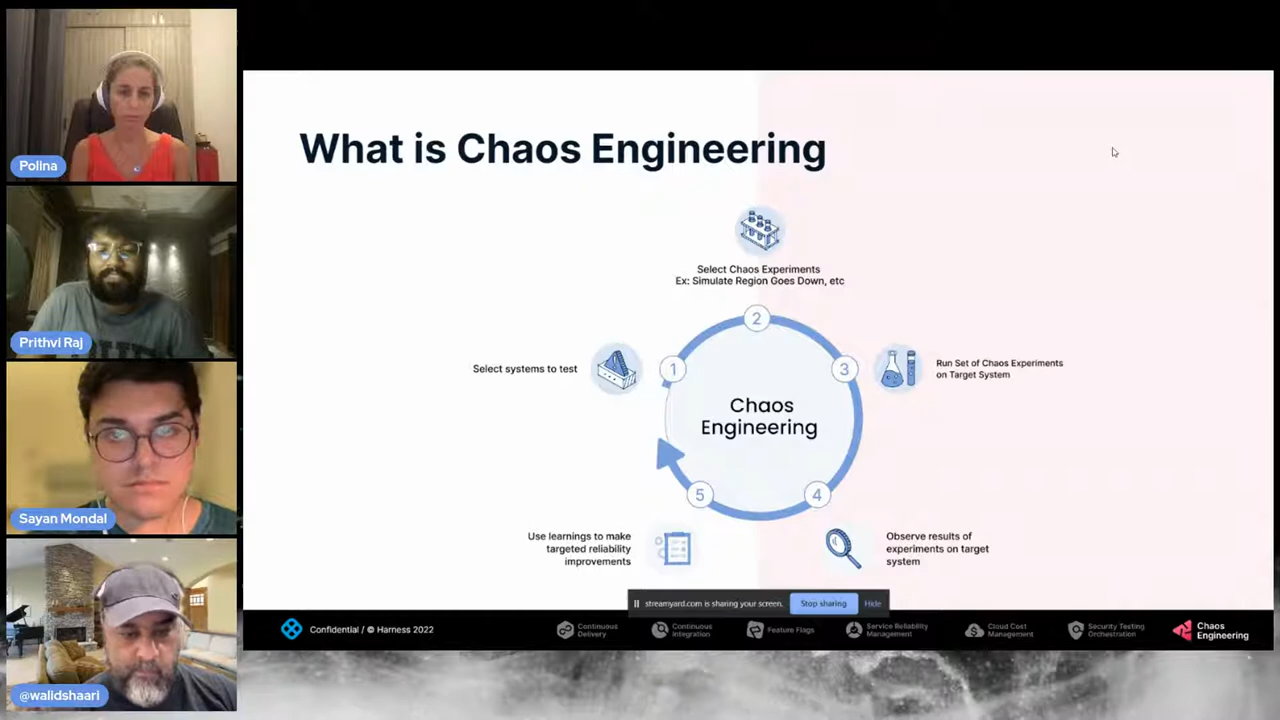 Polina
Prithvi Raj
Sayan Mondal
@walidshaari
What is Chaos Engineering
Select Chaos Experiments
Ex: Simulate Region Goes Down, etc
2
1
3
Select systems to test
Run Set of Chaos Experiments
on Target System
Chaos
Engineering
5
4
Use learnings to make
targeted reliability
improvements
Observe results of
experiments on target
system
streamyard.com is sharing your screen.
Stop sharing
Hide
Confidential / © Harness 2022
Continuous
Delivery
Continuous
Integration
Feature Flags
Service Reliability
Management
Cloud Cost
Management
Security Testing
Orchestration
Chaos
Engineering